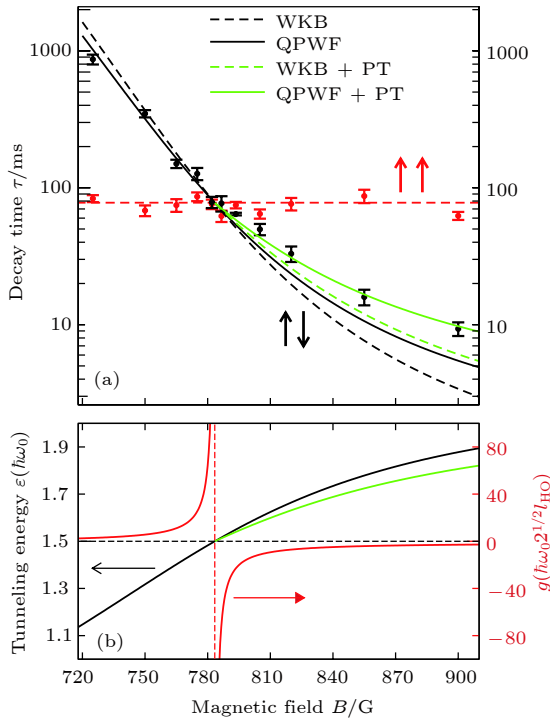 WKB
QPWF
WKB + PT
QPWF + PT
1000
100
10
1000
100
10
Decay time τ/ms
(a)
1.9
1.7
1.5
1.3
1.1
Tunneling energy ε(ℏω₀)
80
40
0
−40
−80
g(ℏω₀2^{1/2}l_{HO})
(b)
720 750 780 810 840 870 900
Magnetic field B/G